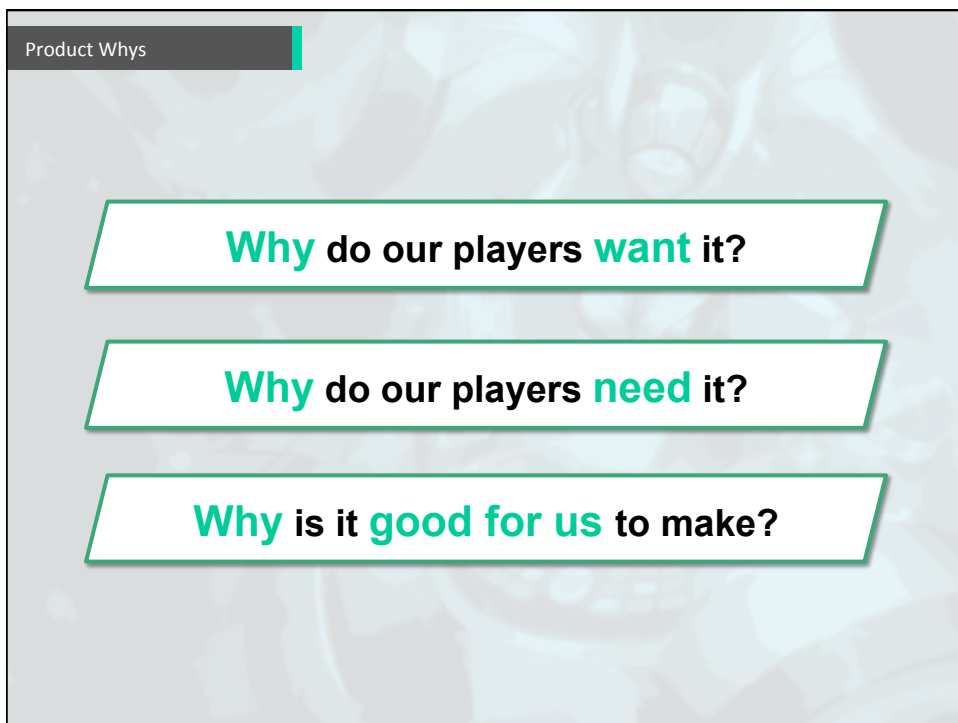 Product Whys
Why do our players want it?
Why do our players need it?
Why is it good for us to make?